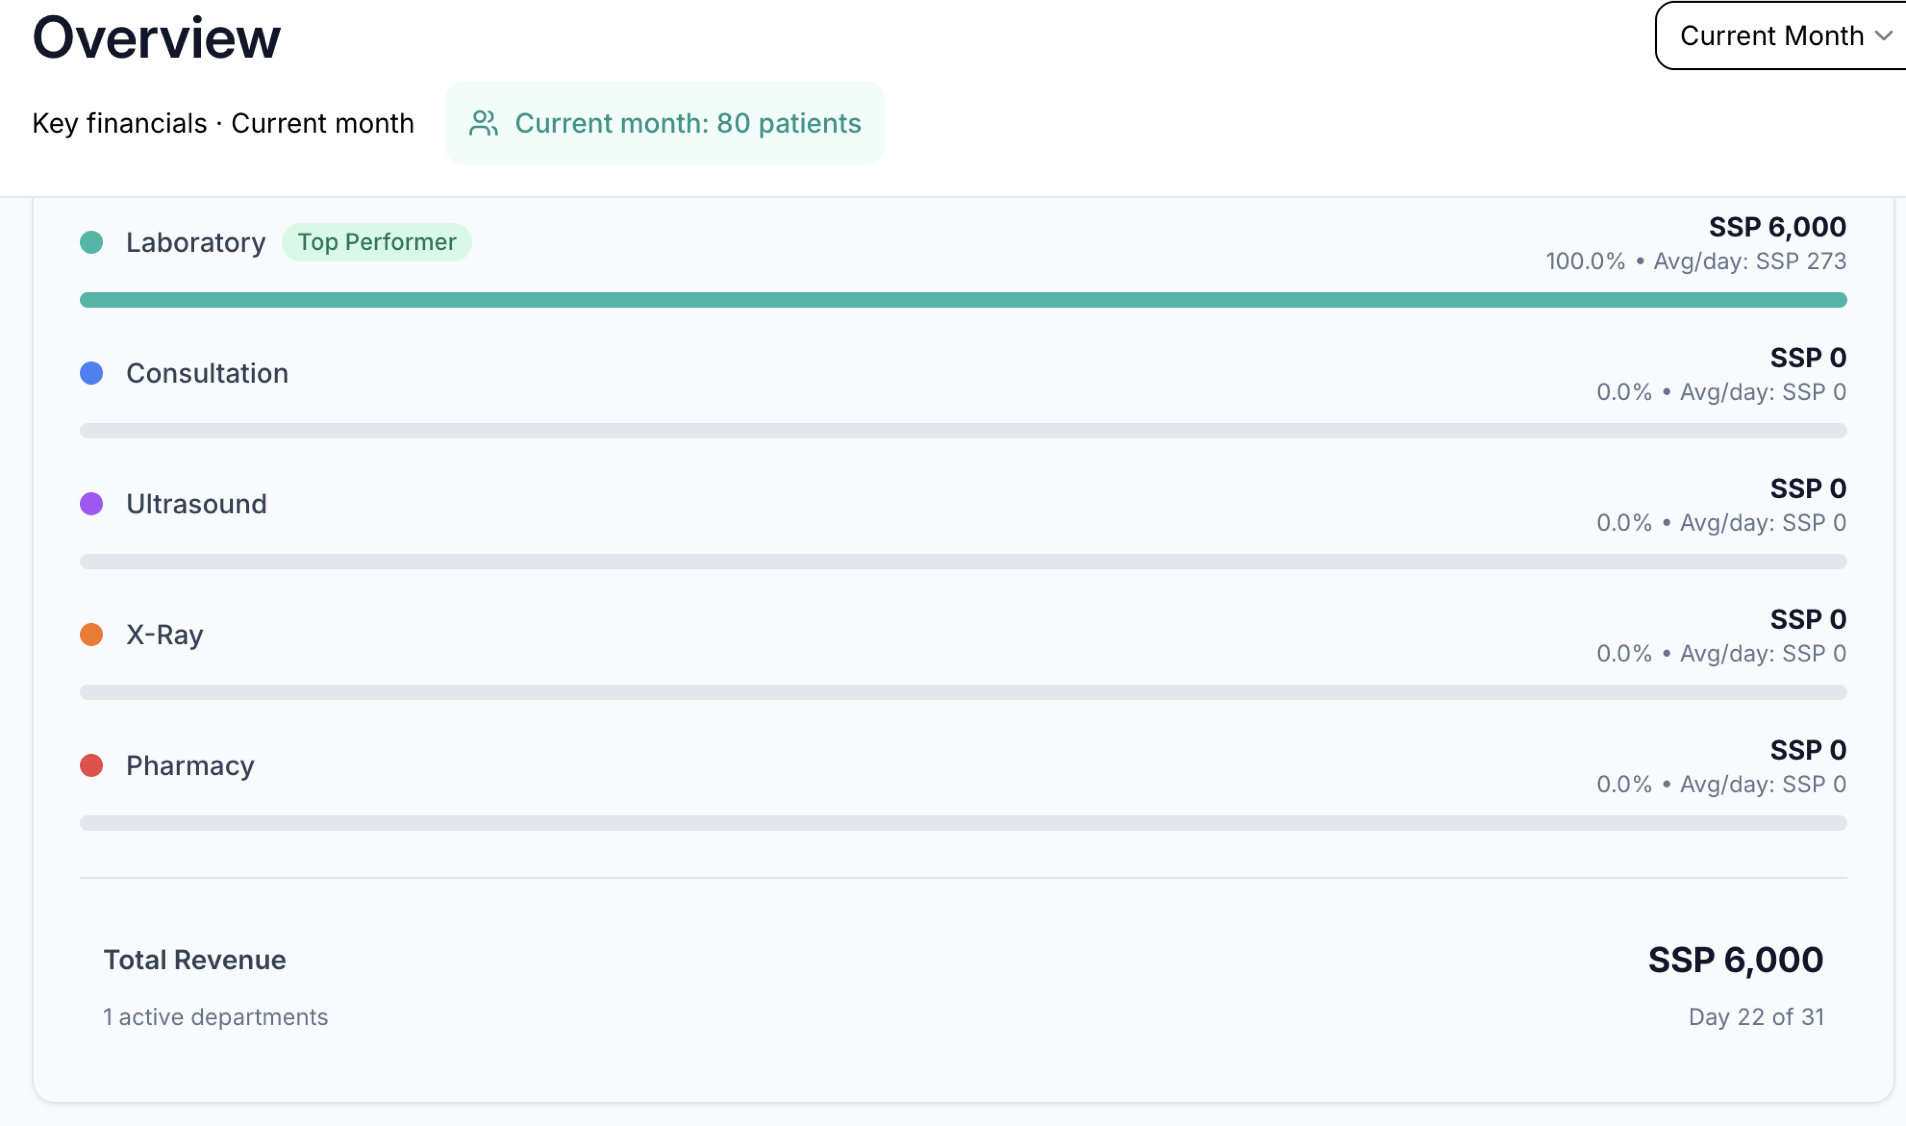 Overview
Current Month
Key financials · Current month
Current month: 80 patients
Laboratory
Top Performer
SSP 6,000
100.0% • Avg/day: SSP 273
Consultation
SSP 0
0.0% • Avg/day: SSP 0
Ultrasound
SSP 0
0.0% • Avg/day: SSP 0
X-Ray
SSP 0
0.0% • Avg/day: SSP 0
Pharmacy
SSP 0
0.0% • Avg/day: SSP 0
Total Revenue
SSP 6,000
1 active departments
Day 22 of 31